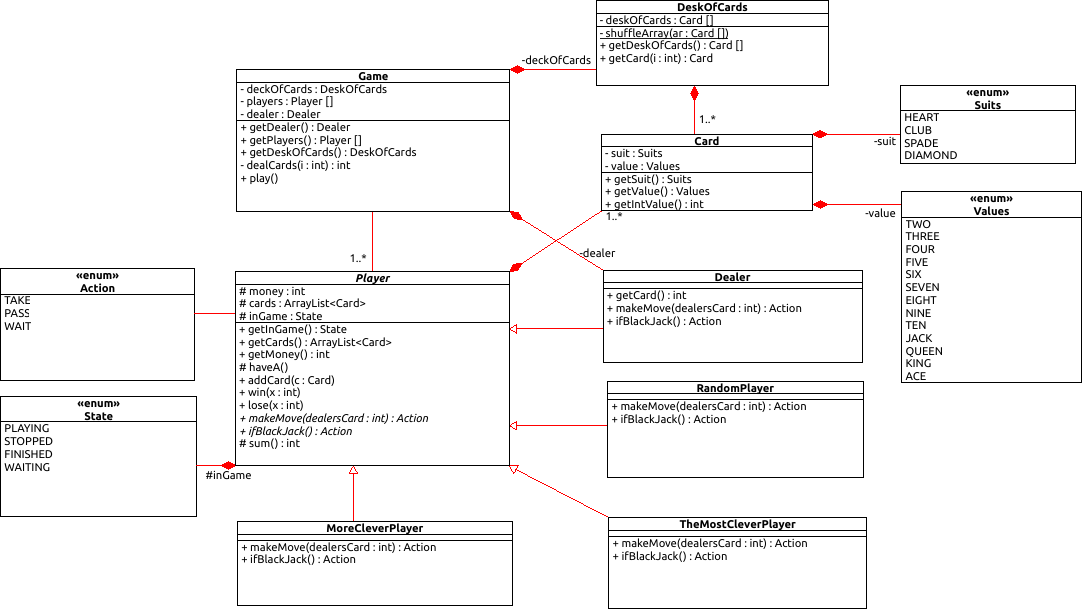 DeskOfCards
- deskOfCards : Card []
- shuffleArray(ar : Card [])
+ getDeskOfCards() : Card []
+ getCard(i : int) : Card
-deckOfCards
Game
- deckOfCards : DeskOfCards
- players : Player []
- dealer : Dealer
+ getDealer() : Dealer
+ getPlayers() : Player []
+ getDeskOfCards() : DeskOfCards
- dealCards(i : int) : int
+ play()
1..*
Card
- suit : Suits
- value : Values
+ getSuit() : Suits
+ getValue() : Values
+ getIntValue() : int
1..*
-suit
«enum»
Suits
HEART
CLUB
SPADE
DIAMOND
-value
«enum»
Values
TWO
THREE
FOUR
FIVE
SIX
SEVEN
EIGHT
NINE
TEN
JACK
QUEEN
KING
ACE
-dealer
1..*
«enum»
Action
TAKE
PASS
WAIT
Player
# money : int
# cards : ArrayList<Card>
# inGame : State
+ getInGame() : State
+ getCards() : ArrayList<Card>
+ getMoney() : int
# haveA()
+ addCard(c : Card)
+ win(x : int)
+ lose(x : int)
+ makeMove(dealersCard : int) : Action
+ ifBlackJack() : Action
# sum() : int
Dealer
+ getCard() : int
+ makeMove(dealersCard : int) : Action
+ ifBlackJack() : Action
«enum»
State
PLAYING
STOPPED
FINISHED
WAITING
#inGame
RandomPlayer
+ makeMove(dealersCard : int) : Action
+ ifBlackJack() : Action
MoreCleverPlayer
+ makeMove(dealersCard : int) : Action
+ ifBlackJack() : Action
TheMostCleverPlayer
+ makeMove(dealersCard : int) : Action
+ ifBlackJack() : Action